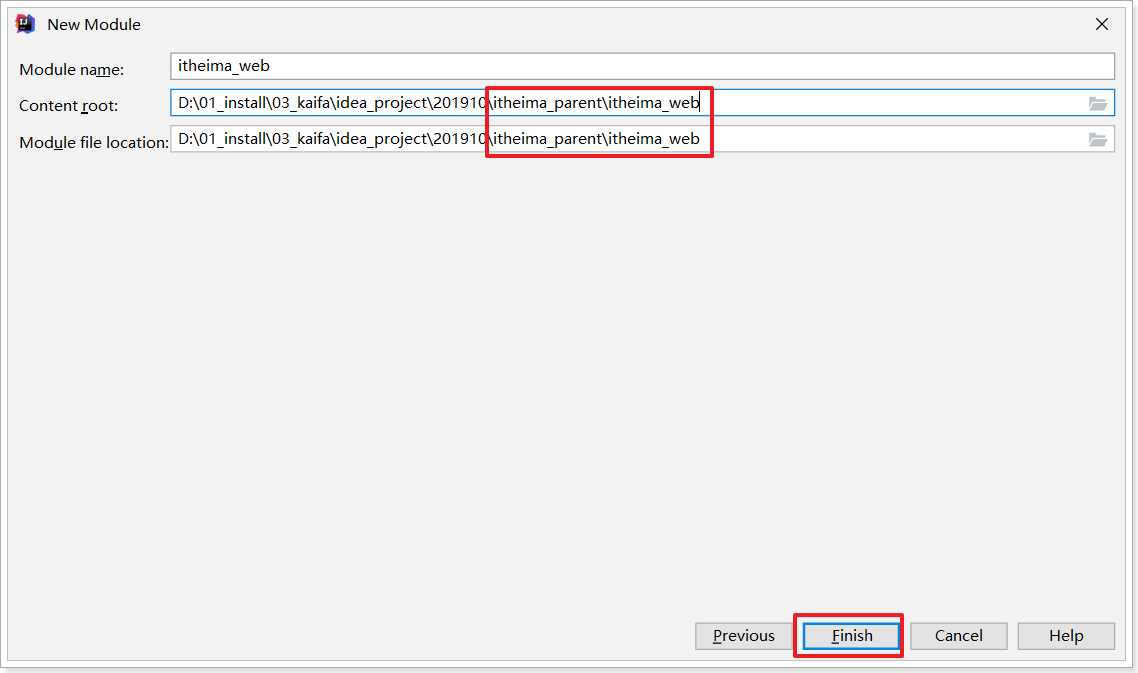 New Module
Module name: itheima_web
Content root: D:\01_install\03_kaifa\idea_project\201910\itheima_parent\itheima_web
Module file location: D:\01_install\03_kaifa\idea_project\201910\itheima_parent\itheima_web
Previous Finish Cancel Help